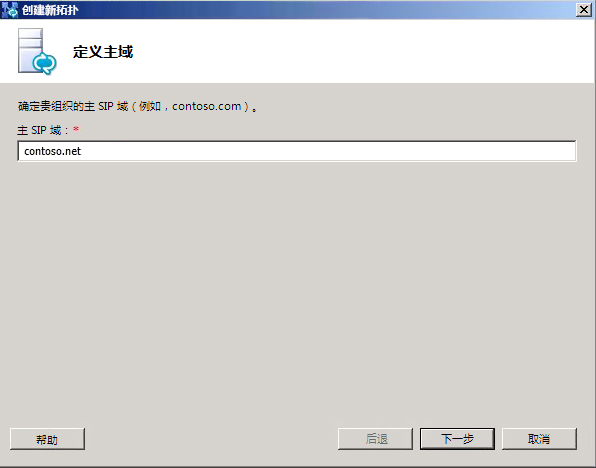 创建新拓扑
定义主域
确定贵组织的主 SIP 域 (例如，contoso.com)。
主 SIP 域：*
contoso.net
帮助
后退
下一步
取消